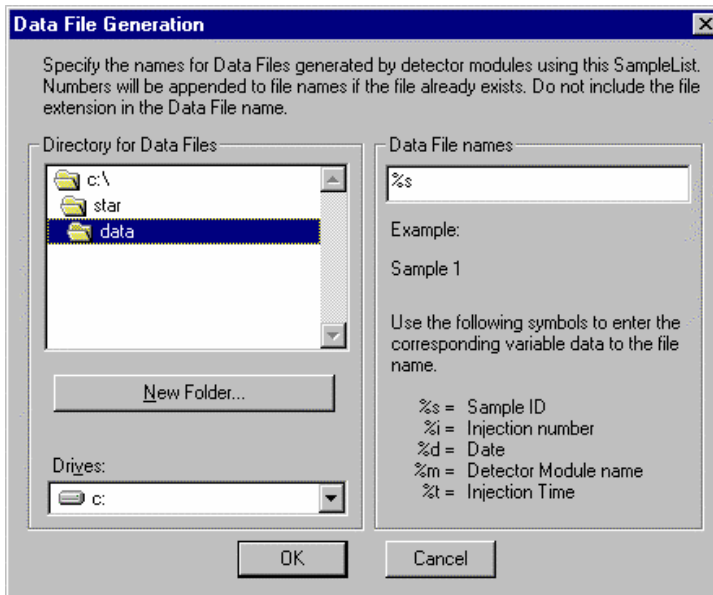 Data File Generation
Specify the names for Data Files generated by detector modules using this SampleList.
Numbers will be appended to file names if the file already exists. Do not include the file
extension in the Data File name.
Directory for Data Files
c:\
star
data
New Folder...
Drives:
c:
Data File names
%s
Example:
Sample 1
Use the following symbols to enter the
corresponding variable data to the file
name.
%s = Sample ID
%i = Injection number
%d = Date
%m = Detector Module name
%t = Injection Time
OK
Cancel